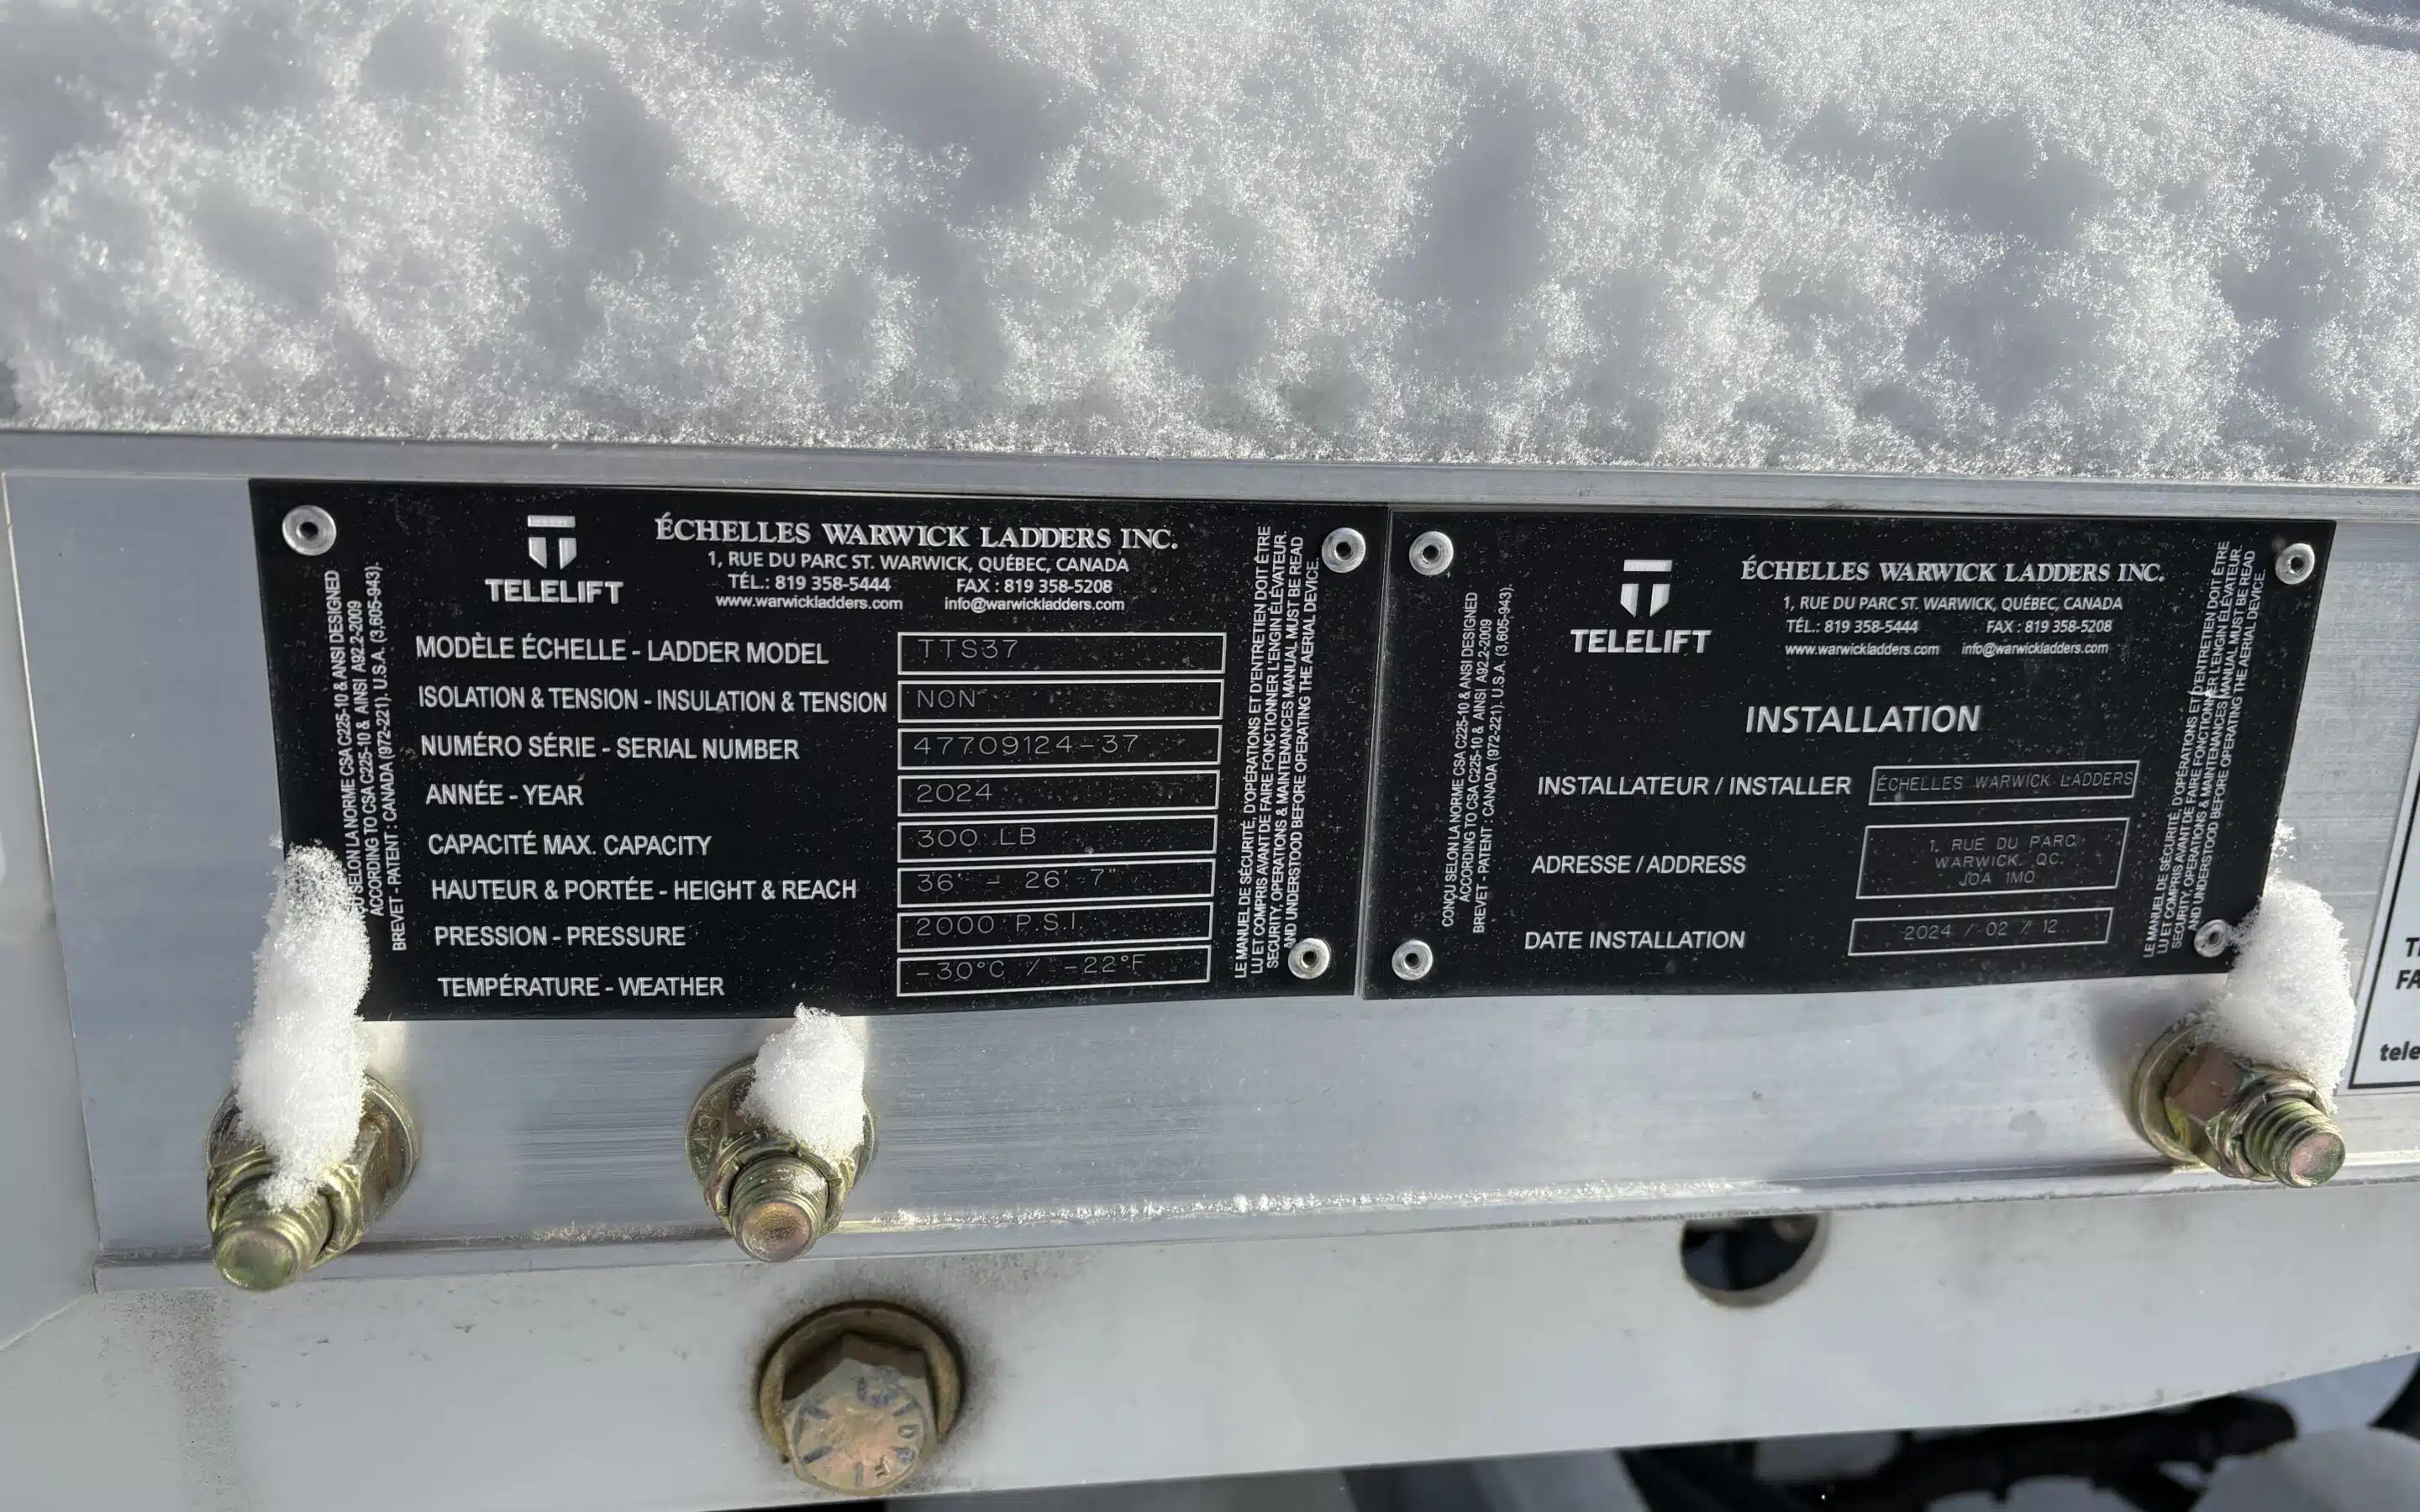 TELELIFT
ÉCHELLES WARWICK LADDERS INC.
1, RUE DU PARC ST. WARWICK, QUÉBEC, CANADA
TÉL.: 819 358-5444 FAX : 819 358-5208
www.warwickladders.com info@warwickladders.com
MODÈLE ÉCHELLE - LADDER MODEL TTS37
ISOLATION & TENSION - INSULATION & TENSION NON
NUMÉRO SÉRIE - SERIAL NUMBER 47709124-37
ANNÉE - YEAR 2024
CAPACITÉ MAX. CAPACITY 300 LB
HAUTEUR & PORTÉE - HEIGHT & REACH 36' - 26' 7"
PRESSION - PRESSURE 2000 P.S.I.
TEMPÉRATURE - WEATHER -30°C / -22°F
SELON LA NORME CSA C225-10 & ANSI DESIGNED
ACCORDING TO CSA C225-10 & AINSI A92.2-2009
BREVET - PATENT : CANADA (972-221). U.S.A. (3,605-943).
LE MANUEL DE SÉCURITÉ, D'OPÉRATIONS ET D'ENTRETIEN DOIT ÊTRE
LU ET COMPRIS AVANT DE FAIRE FONCTIONNER L'ENGIN ÉLEVATEUR.
SECURITY, OPERATIONS & MAINTENANCES MANUAL MUST BE READ
AND UNDERSTOOD BEFORE OPERATING THE AERIAL DEVICE.
TELELIFT
ÉCHELLES WARWICK LADDERS INC.
1, RUE DU PARC ST. WARWICK, QUÉBEC, CANADA
TÉL.: 819 358-5444 FAX : 819 358-5208
www.warwickladders.com info@warwickladders.com
INSTALLATION
INSTALLATEUR / INSTALLER ÉCHELLES WARWICK LADDERS
ADRESSE / ADDRESS 1, RUE DU PARC
WARWICK, QC.
J0A 1M0
DATE INSTALLATION 2024 / 02 / 12
CONÇU SELON LA NORME CSA C225-10 & ANSI DESIGNED
ACCORDING TO CSA C225-10 & AINSI A92.2-2009
BREVET - PATENT : CANADA (972-221). U.S.A. (3,605-943).
LE MANUEL DE SÉCURITÉ, D'OPÉRATIONS ET D'ENTRETIEN DOIT ÊTRE
LU ET COMPRIS AVANT DE FAIRE FONCTIONNER L'ENGIN ÉLEVATEUR.
SECURITY, OPERATIONS & MAINTENANCES MANUAL MUST BE READ
AND UNDERSTOOD BEFORE OPERATING THE AERIAL DEVICE.
tele